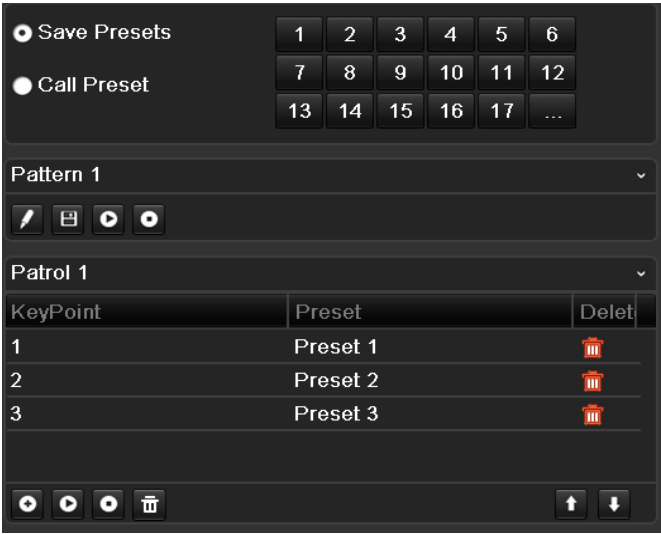 Save Presets
Call Preset
1 2 3 4 5 6
7 8 9 10 11 12
13 14 15 16 17 ...
Pattern 1
Patrol 1
KeyPoint Preset Delet
1 Preset 1
2 Preset 2
3 Preset 3